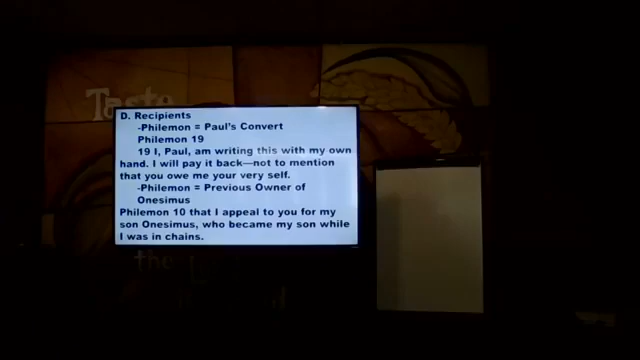 Taste
D. Recipients
-Philemon = Paul's Convert
Philemon 19
19 I, Paul, am writing this with my own
hand. I will pay it back—not to mention
that you owe me your very self.
-Philemon = Previous Owner of
Onesimus
Philemon 10 that I appeal to you for my
son Onesimus, who became my son while
I was in chains.
the